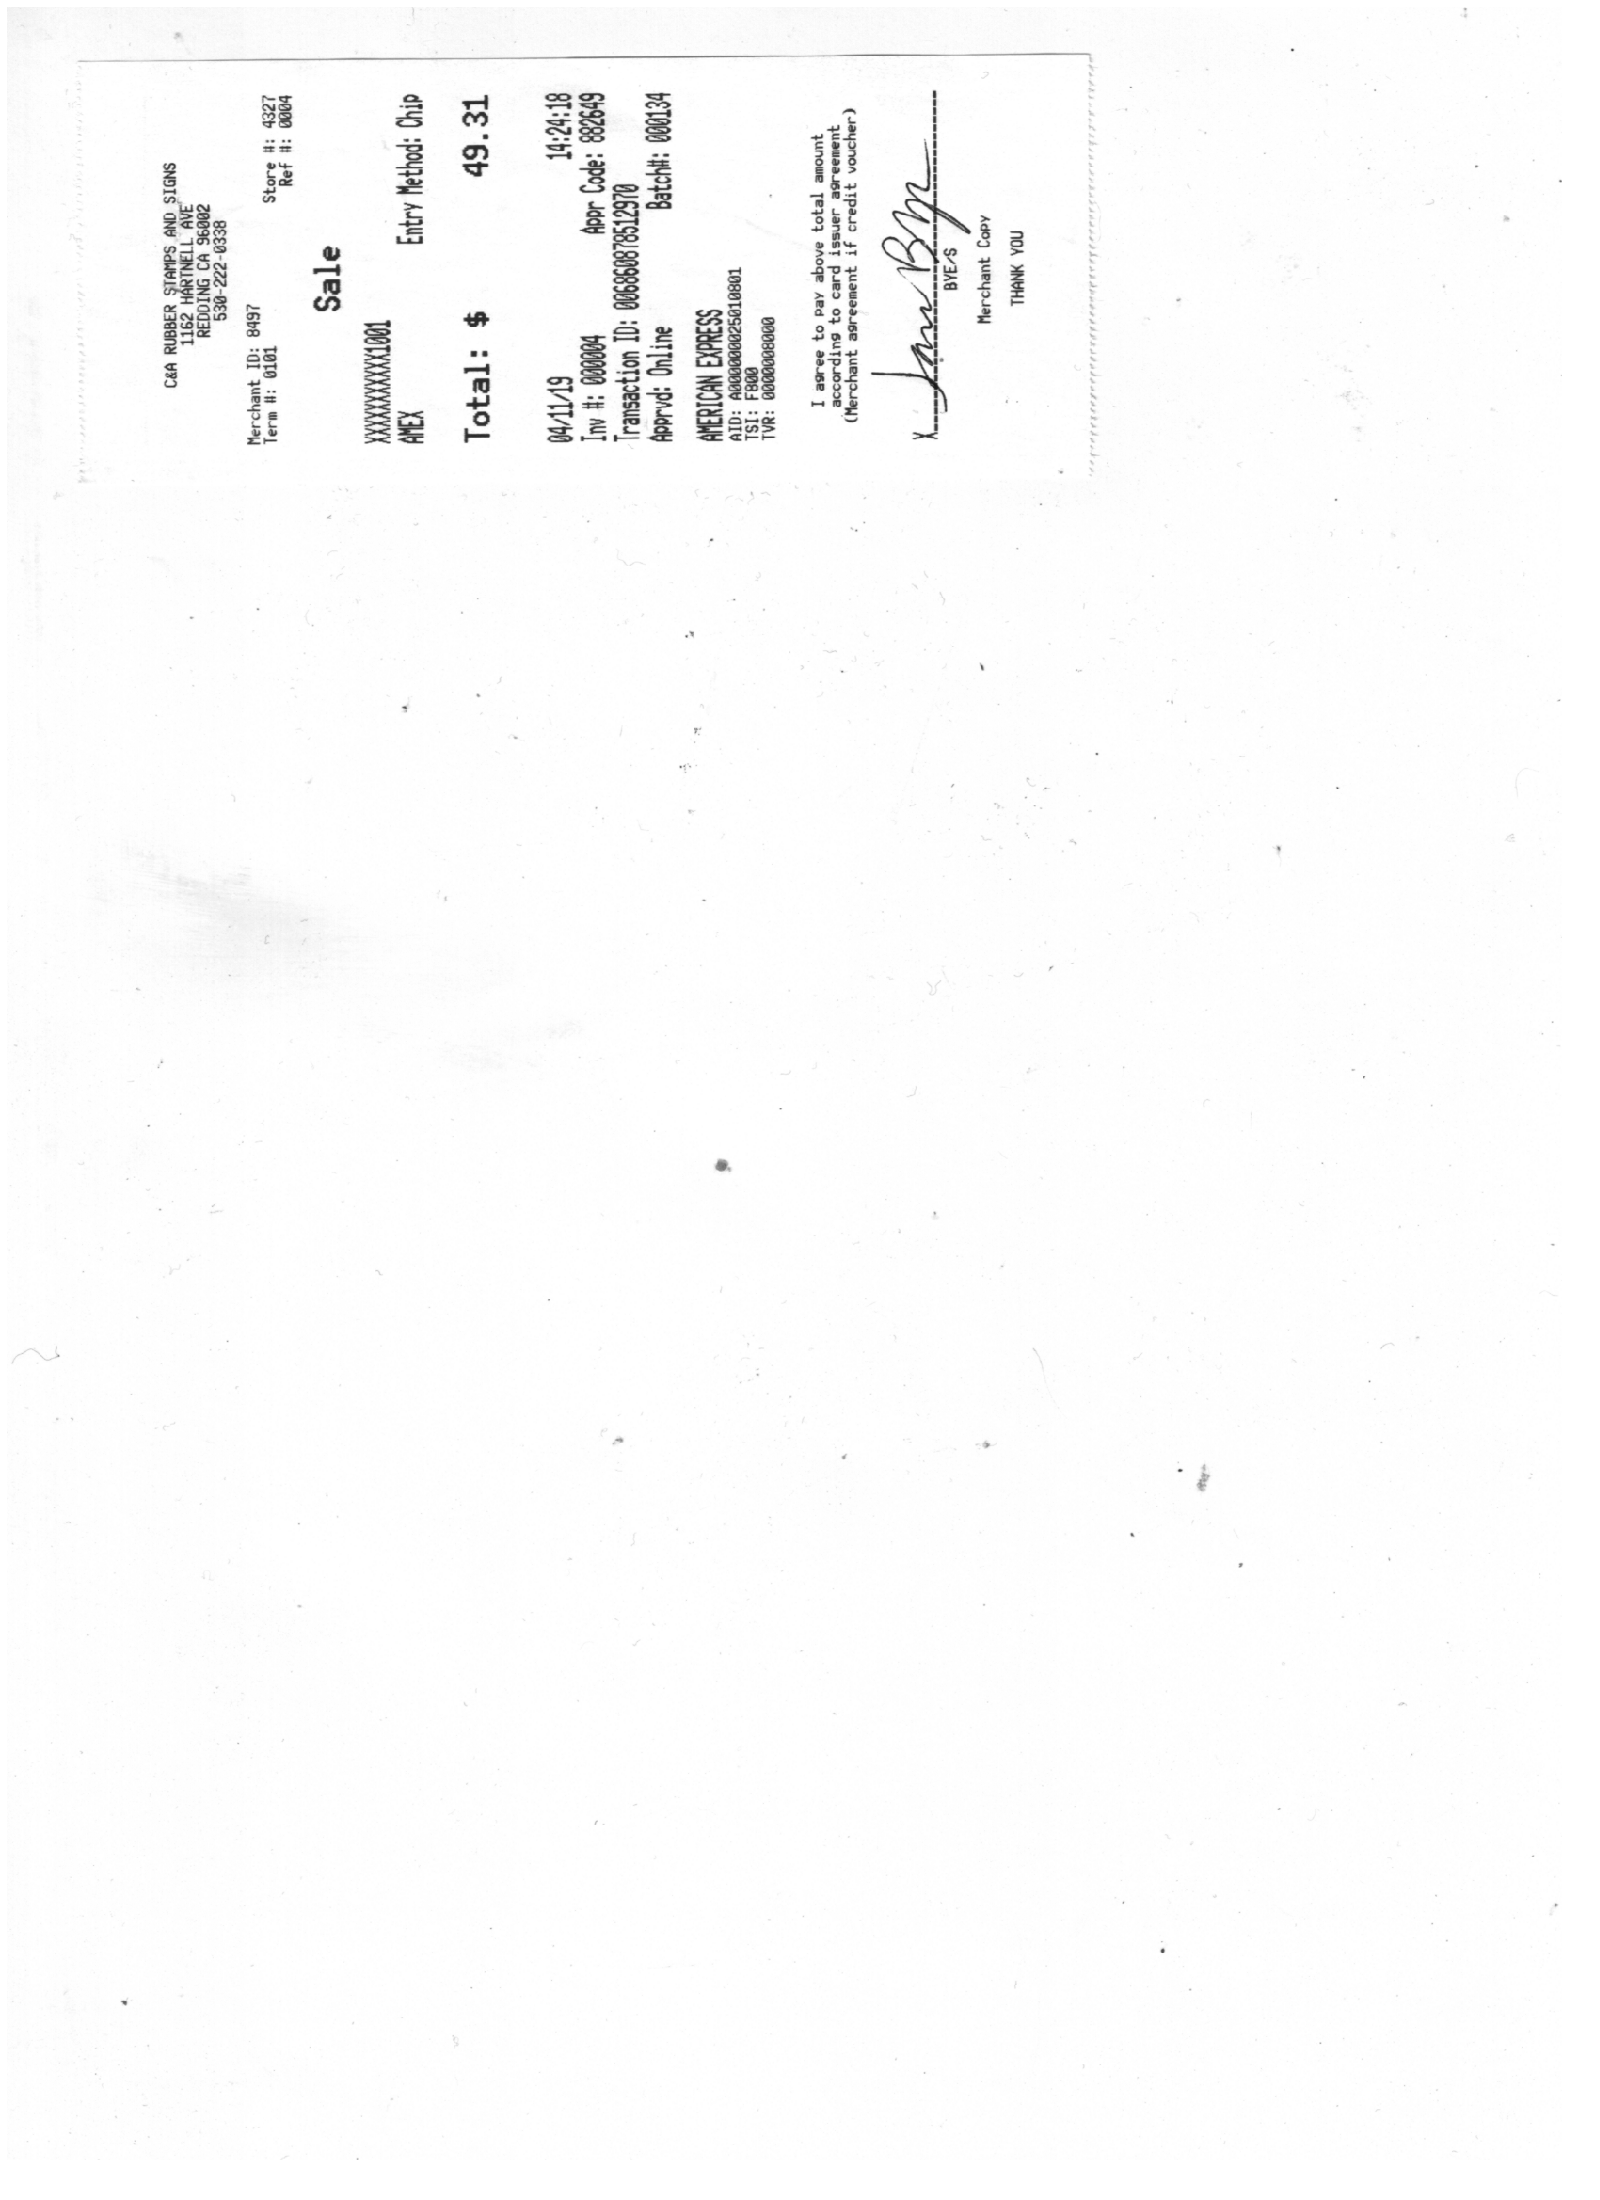 C&A RUBBER STAMPS AND SIGNS
1162 HARTNELL AVE
REDDING CA 96002
530-222-0338
Merchant ID: 8497
Term #: 0101 Store #: 4327
Ref #: 0004
Sale
XXXXXXXXXXX1001
AMEX Entry Method: Chip
Total: $ 49.31
04/11/19 14:24:18
Inv #: 000004 Appr Code: 882649
Transaction ID: 006860878512970
Apprvd: Online Batch#: 000134
AMERICAN EXPRESS
AID: A000000025010801
TSI: F800
TVR: 0000008000
I agree to pay above total amount
according to card issuer agreement
(Merchant agreement if credit voucher)
X
BYE/S
Merchant Copy
THANK YOU